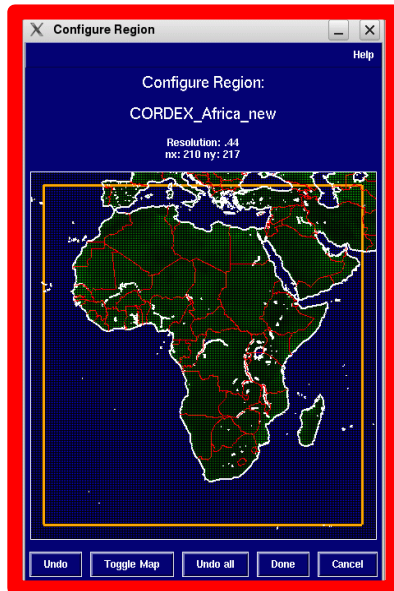 Configure Region
Help
Configure Region:
CORDEX_Africa_new
Resolution: .44
nx: 210 ny: 217
Undo
Toggle Map
Undo all
Done
Cancel